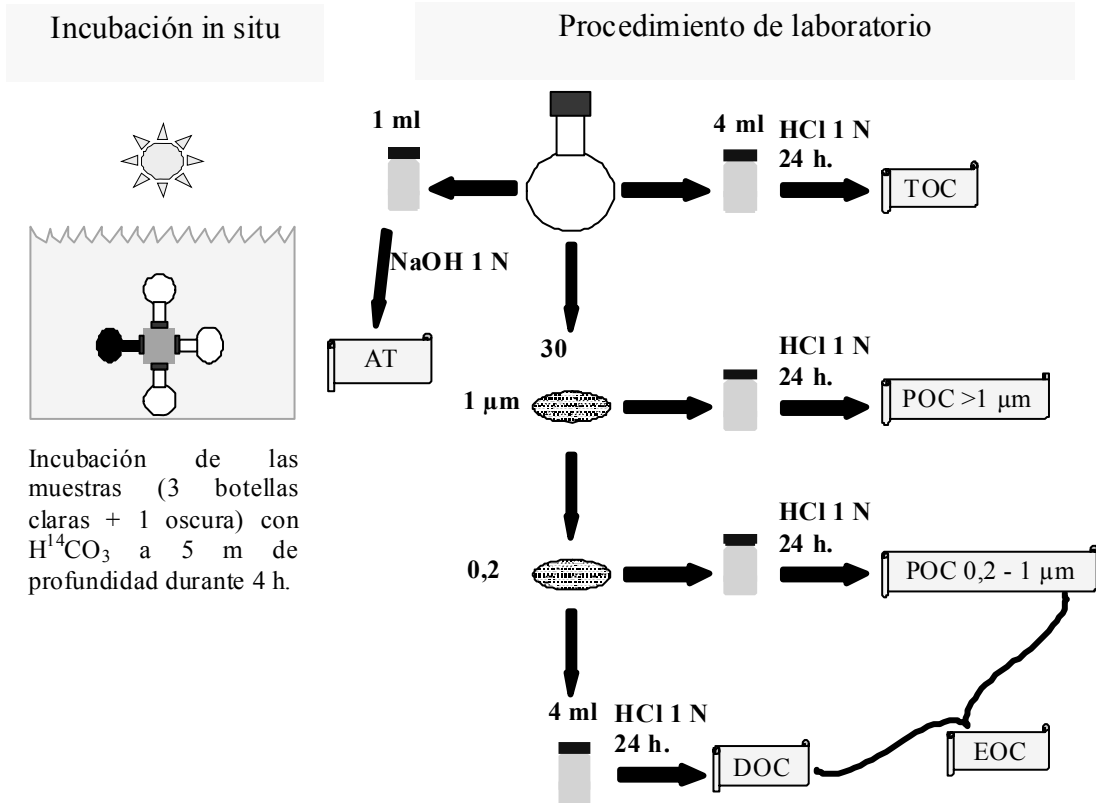 Incubación in situ
Procedimiento de laboratorio
1 ml
4 ml
HCl 1 N
24 h.
TOC
NaOH 1 N
AT
30
1 µm
HCl 1 N
24 h.
POC >1 µm
Incubación de las
muestras (3 botellas
claras + 1 oscura) con
H¹⁴CO₃ a 5 m de
profundidad durante 4 h.
0,2
HCl 1 N
24 h.
POC 0,2 - 1 µm
4 ml
HCl 1 N
24 h.
DOC
EOC